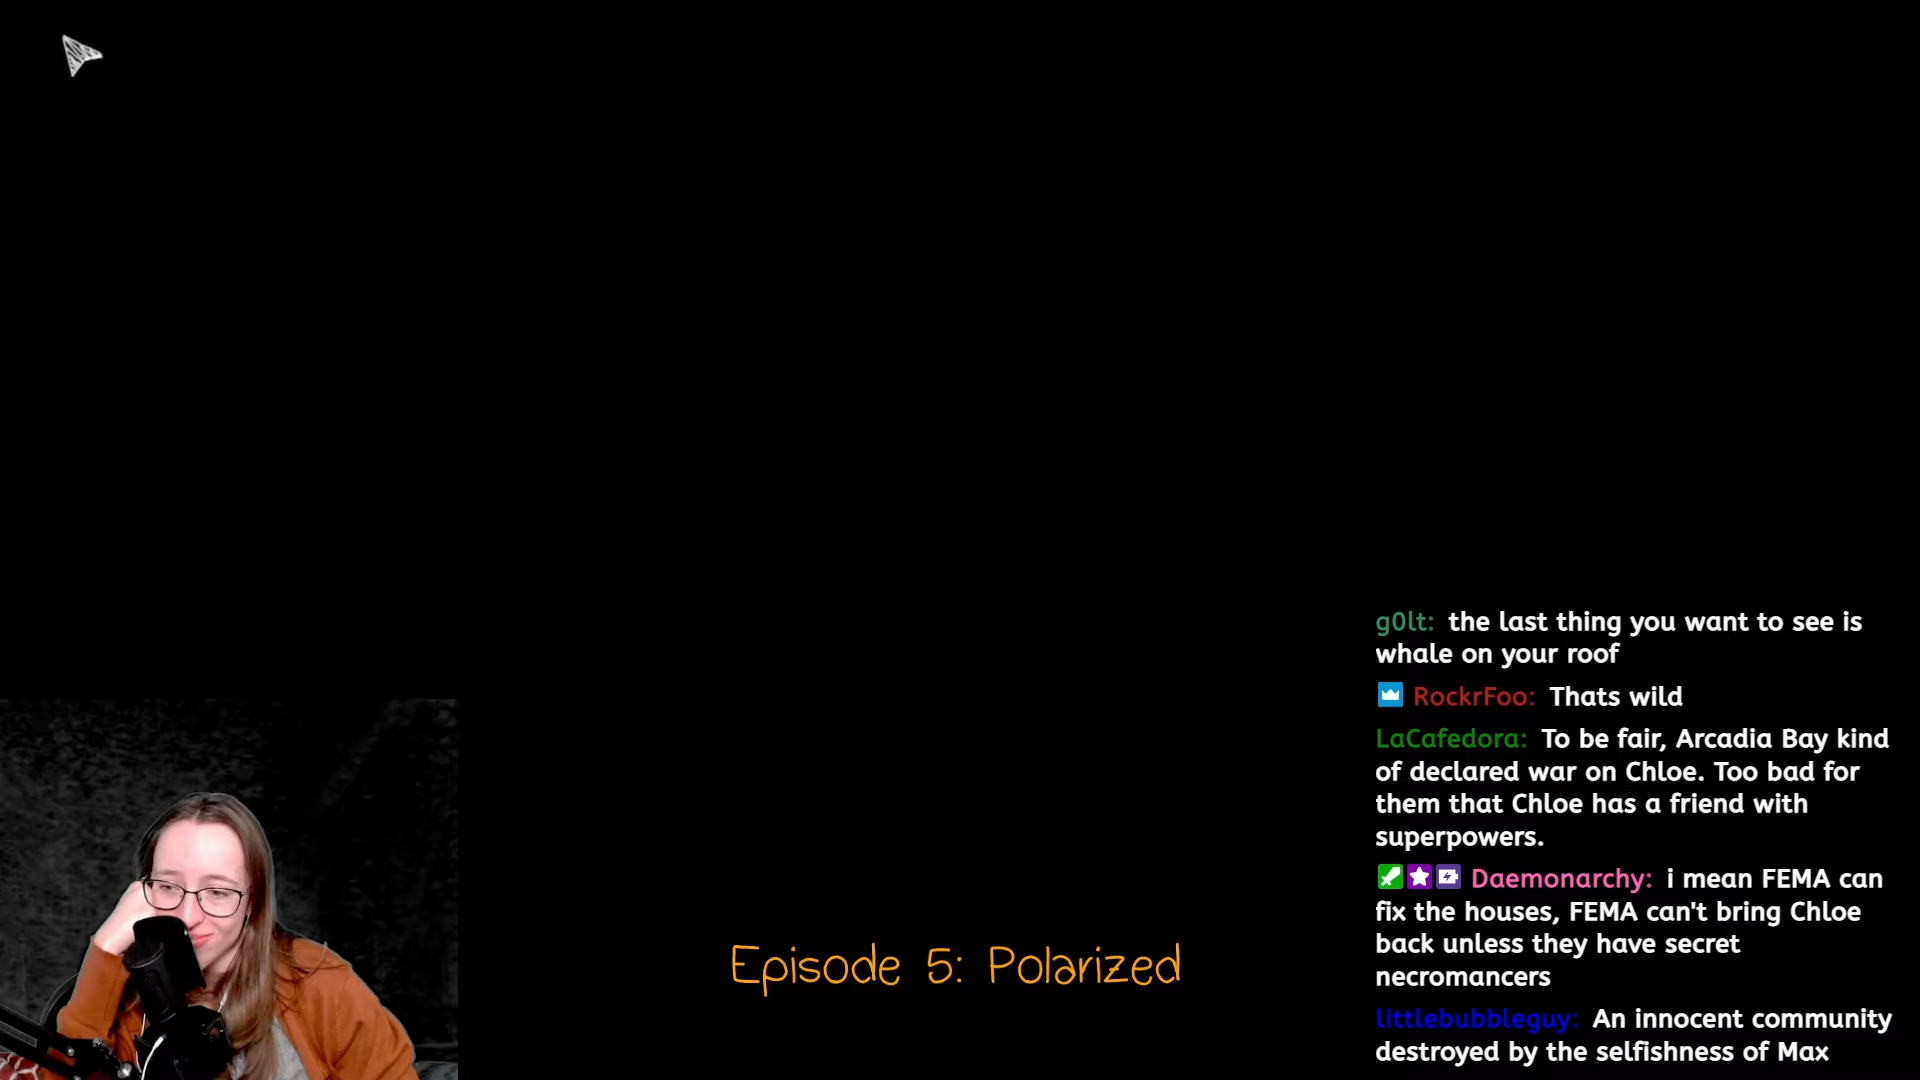 g0lt: the last thing you want to see is
whale on your roof
RockrFoo: Thats wild
LaCafedora: To be fair, Arcadia Bay kind
of declared war on Chloe. Too bad for
them that Chloe has a friend with
superpowers.
Daemonarchy: i mean FEMA can
fix the houses, FEMA can't bring Chloe
back unless they have secret
necromancers
littlebubbleguy: An innocent community
destroyed by the selfishness of Max
Episode 5: Polarized